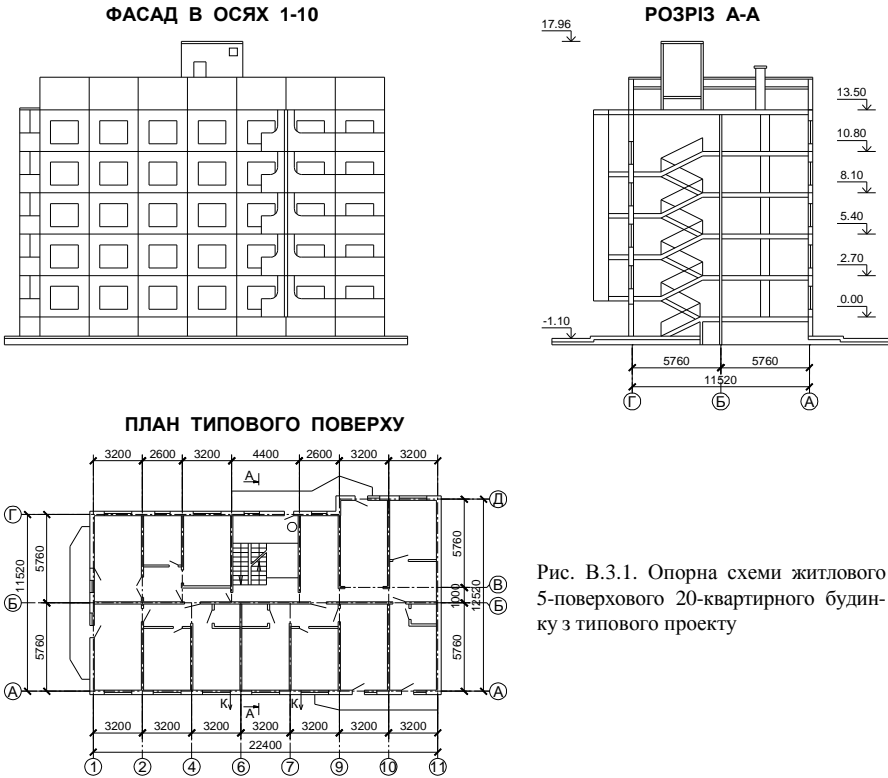 ФАСАД В ОСЯХ 1-10
РОЗРІЗ А-А
17.96
13.50
10.80
8.10
5.40
2.70
0.00
-1.10
5760 5760
11520
Г Б А
ПЛАН ТИПОВОГО ПОВЕРХУ
3200 2600 3200 4400 2600 3200 3200
А
Д
Г
5760
5760
11520
В
1000
12520
Б
Б
5760
5760
А
А
К А К
3200 3200 3200 3200 3200 3200 3200
22400
1 2 4 6 7 9 10 11
Рис. В.3.1. Опорна схеми житлового
5-поверхового 20-квартирного будин-
ку з типового проекту